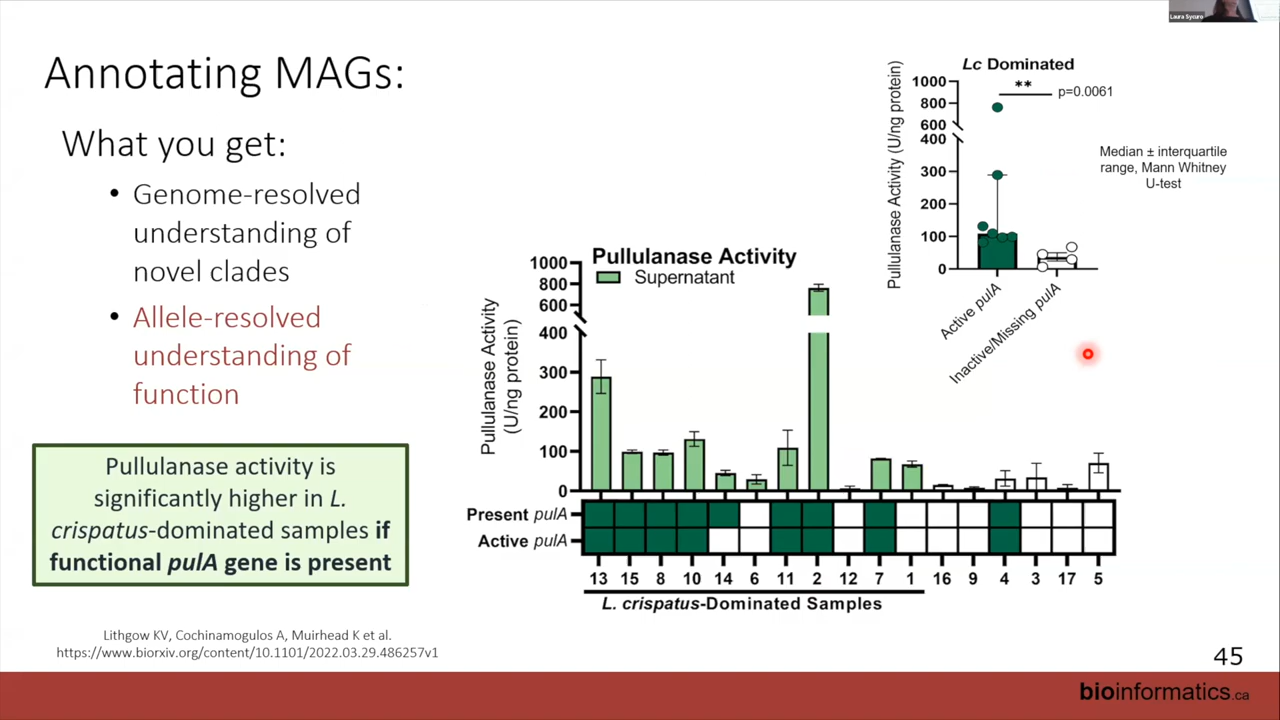 Laura Sycuro
Annotating MAGs:
What you get:
• Genome-resolved
understanding of
novel clades
• Allele-resolved
understanding of
function
Pullulanase activity is
significantly higher in L.
crispatus-dominated samples if
functional pulA gene is present
Lithgow KV, Cochinamogulos A, Muirhead K et al.
https://www.biorxiv.org/content/10.1101/2022.03.29.486257v1
Pullulanase Activity
Supernatant
Pullulanase Activity
(U/ng protein)
1000
800
600
400
300
200
100
0
Present pulA
Active pulA
13 15 8 10 14 6 11 2 12 7 1 16 9 4 3 17 5
L. crispatus-Dominated Samples
Lc Dominated
** p=0.0061
Pullulanase Activity (U/ng protein)
1000
800
600
400
300
200
100
0
Active pulA
Inactive/Missing pulA
Median ± interquartile
range, Mann Whitney
U-test
45
bioinformatics.ca